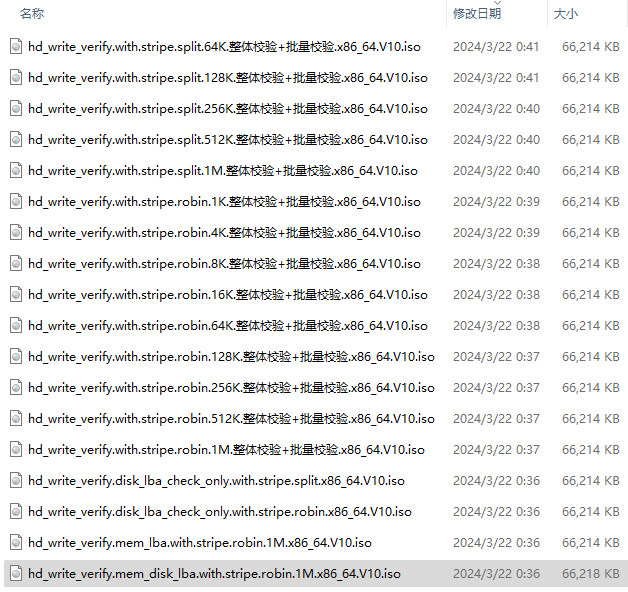 名称 修改日期 大小
hd_write_verify.with.stripe.split.64K.整体校验+批量校验.x86_64.V10.iso 2024/3/22 0:41 66,214 KB
hd_write_verify.with.stripe.split.128K.整体校验+批量校验.x86_64.V10.iso 2024/3/22 0:41 66,214 KB
hd_write_verify.with.stripe.split.256K.整体校验+批量校验.x86_64.V10.iso 2024/3/22 0:40 66,214 KB
hd_write_verify.with.stripe.split.512K.整体校验+批量校验.x86_64.V10.iso 2024/3/22 0:40 66,214 KB
hd_write_verify.with.stripe.split.1M.整体校验+批量校验.x86_64.V10.iso 2024/3/22 0:40 66,214 KB
hd_write_verify.with.stripe.robin.1K.整体校验+批量校验.x86_64.V10.iso 2024/3/22 0:39 66,214 KB
hd_write_verify.with.stripe.robin.4K.整体校验+批量校验.x86_64.V10.iso 2024/3/22 0:39 66,214 KB
hd_write_verify.with.stripe.robin.8K.整体校验+批量校验.x86_64.V10.iso 2024/3/22 0:38 66,214 KB
hd_write_verify.with.stripe.robin.16K.整体校验+批量校验.x86_64.V10.iso 2024/3/22 0:38 66,214 KB
hd_write_verify.with.stripe.robin.64K.整体校验+批量校验.x86_64.V10.iso 2024/3/22 0:38 66,214 KB
hd_write_verify.with.stripe.robin.128K.整体校验+批量校验.x86_64.V10.iso 2024/3/22 0:37 66,214 KB
hd_write_verify.with.stripe.robin.256K.整体校验+批量校验.x86_64.V10.iso 2024/3/22 0:37 66,214 KB
hd_write_verify.with.stripe.robin.512K.整体校验+批量校验.x86_64.V10.iso 2024/3/22 0:37 66,214 KB
hd_write_verify.with.stripe.robin.1M.整体校验+批量校验.x86_64.V10.iso 2024/3/22 0:37 66,214 KB
hd_write_verify.disk_lba_check_only.with.stripe.split.x86_64.V10.iso 2024/3/22 0:36 66,214 KB
hd_write_verify.disk_lba_check_only.with.stripe.robin.x86_64.V10.iso 2024/3/22 0:36 66,214 KB
hd_write_verify.mem_lba.with.stripe.robin.1M.x86_64.V10.iso 2024/3/22 0:36 66,214 KB
hd_write_verify.mem_disk_lba.with.stripe.robin.1M.x86_64.V10.iso 2024/3/22 0:36 66,218 KB